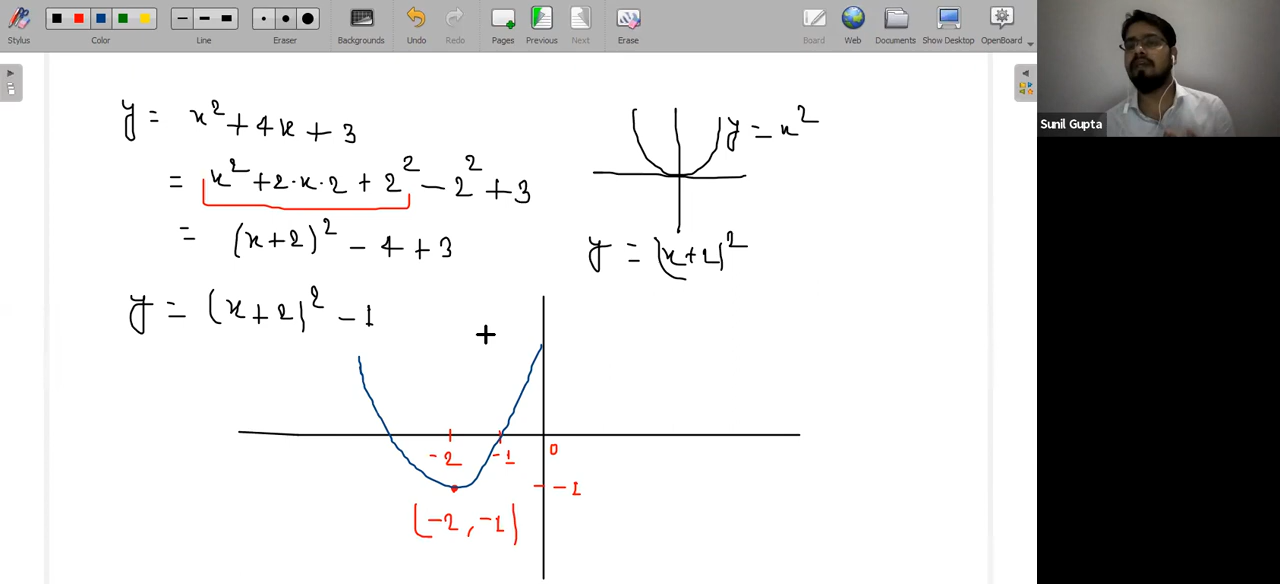 Stylus
Color
Line
Eraser
Backgrounds
Undo
Redo
Pages
Previous
Next
Erase
Board
Web
Documents
Show Desktop
OpenBoard
Sunil Gupta
y = x² + 4x + 3
= x² + 2·x·2 + 2² − 2² + 3
= (x+2)² − 4 + 3
y = (x+2)² − 1
y = x²
y = (x+2)²
-2
-1
0
-1
(-2, -1)